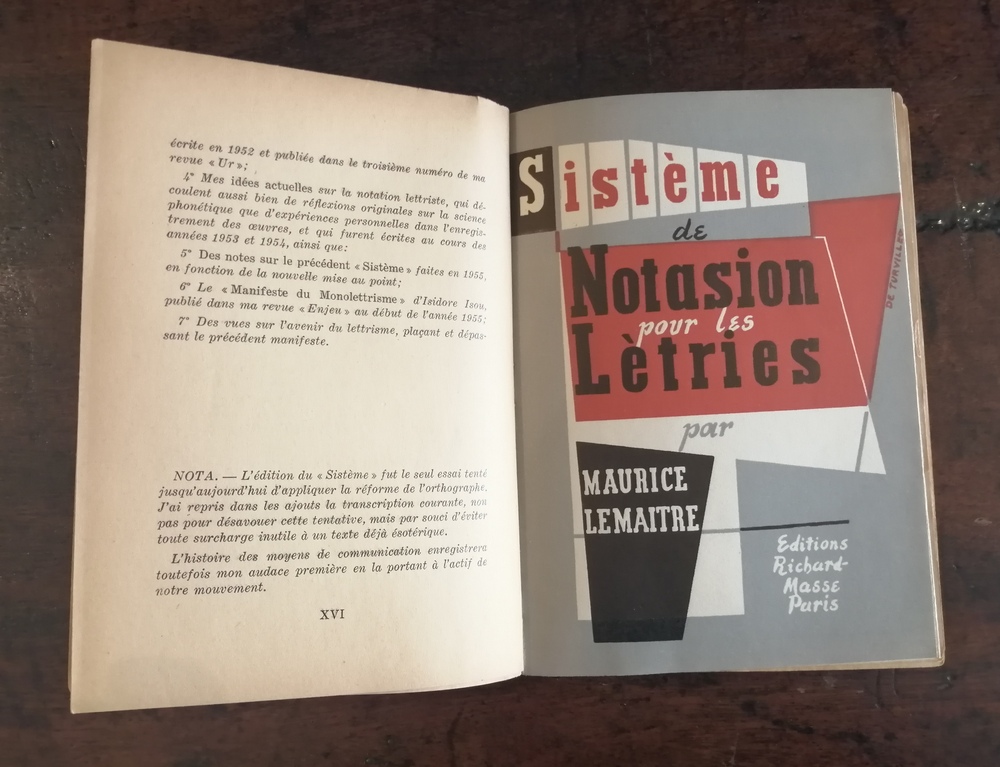 écrite en 1952 et publiée dans le troisième numéro de ma
revue « Ur » ;
4° Mes idées actuelles sur la notation lettriste, qui dé-
coulent aussi bien de réflexions originales sur la science
phonétique que d'expériences personnelles dans l'enregis-
trement des œuvres, et qui furent écrites au cours des
années 1953 et 1954, ainsi que :
5° Des notes sur le précédent « Sistème » faites en 1955,
en fonction de la nouvelle mise au point ;
6° Le « Manifeste du Monolettrisme » d'Isidore Isou,
publié dans ma revue « Enjeu » au début de l'année 1955 ;
7° Des vues sur l'avenir du lettrisme, plaçant et dépas-
sant le précédent manifeste.
NOTA. — L'édition du « Sistème » fut le seul essai tenté
jusqu'aujourd'hui d'appliquer la réforme de l'orthographe.
J'ai repris dans les ajouts la transcription courante, non
pas pour désavouer cette tentative, mais par souci d'éviter
toute surcharge inutile à un texte déjà ésotérique.
L'histoire des moyens de communication enregistrera
toutefois mon audace première en la portant à l'actif de
notre mouvement.
XVI
Sistème
de
Notasion
pour les
Lètries
par
MAURICE
LEMAITRE
Editions
Richard-
Masse
Paris
DE TURVILLE